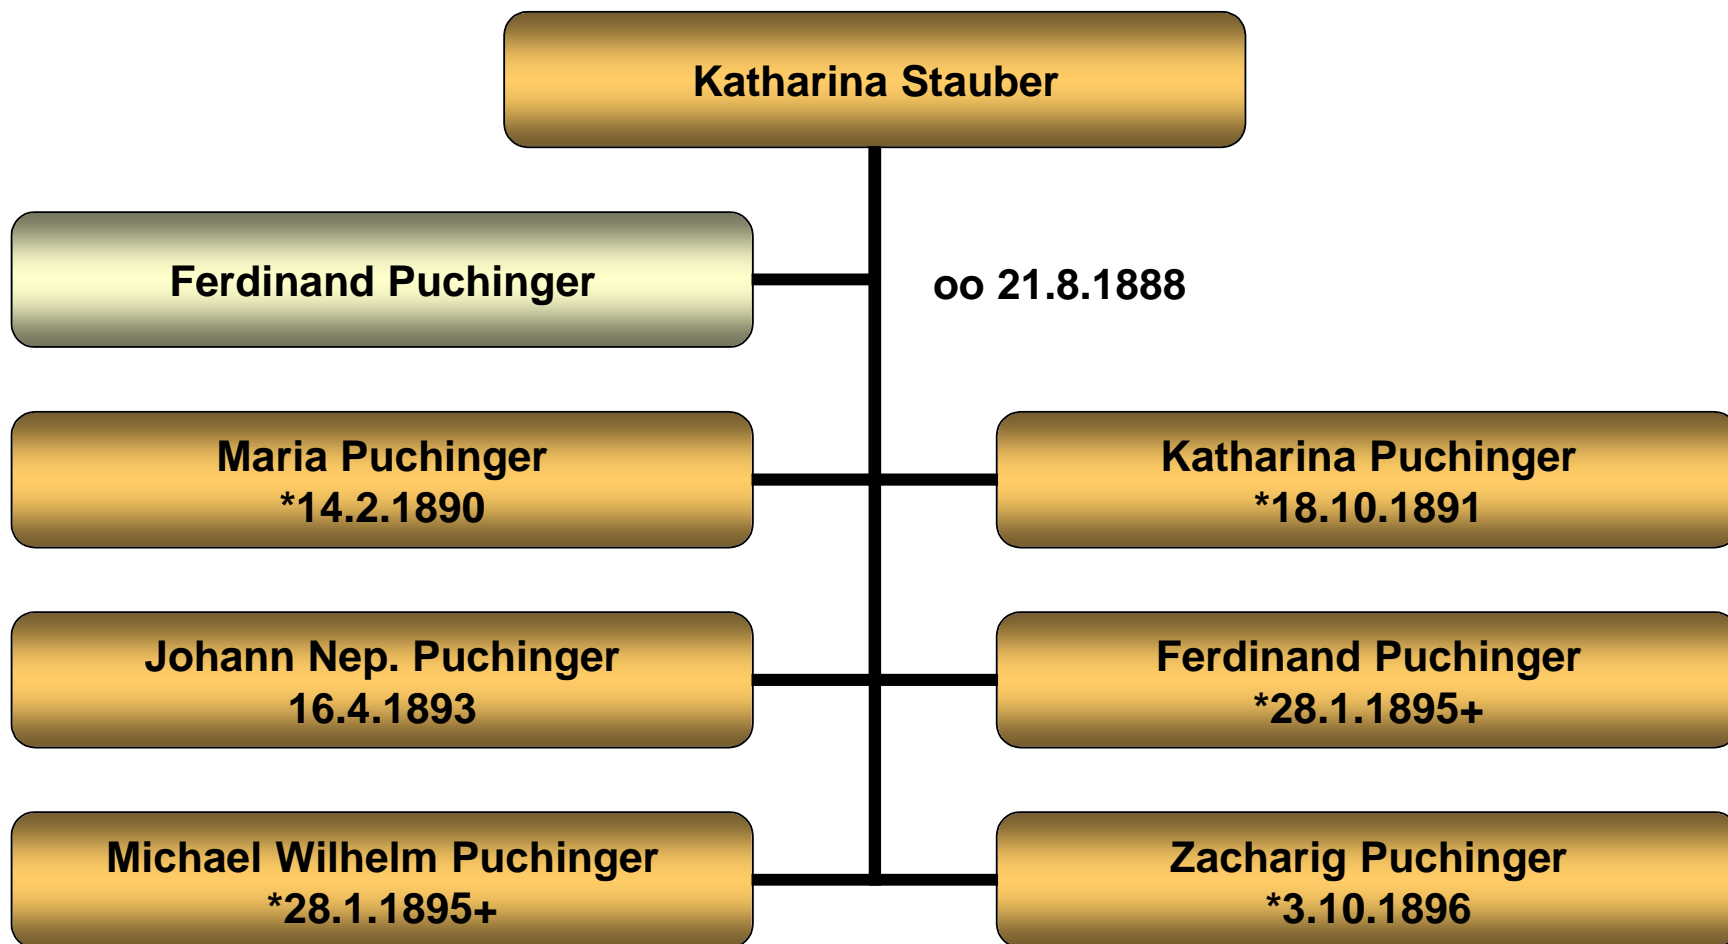 Katharina Stauber
Ferdinand Puchinger
oo 21.8.1888
Maria Puchinger
*14.2.1890
Katharina Puchinger
*18.10.1891
Johann Nep. Puchinger
16.4.1893
Ferdinand Puchinger
*28.1.1895+
Michael Wilhelm Puchinger
*28.1.1895+
Zacharig Puchinger
*3.10.1896